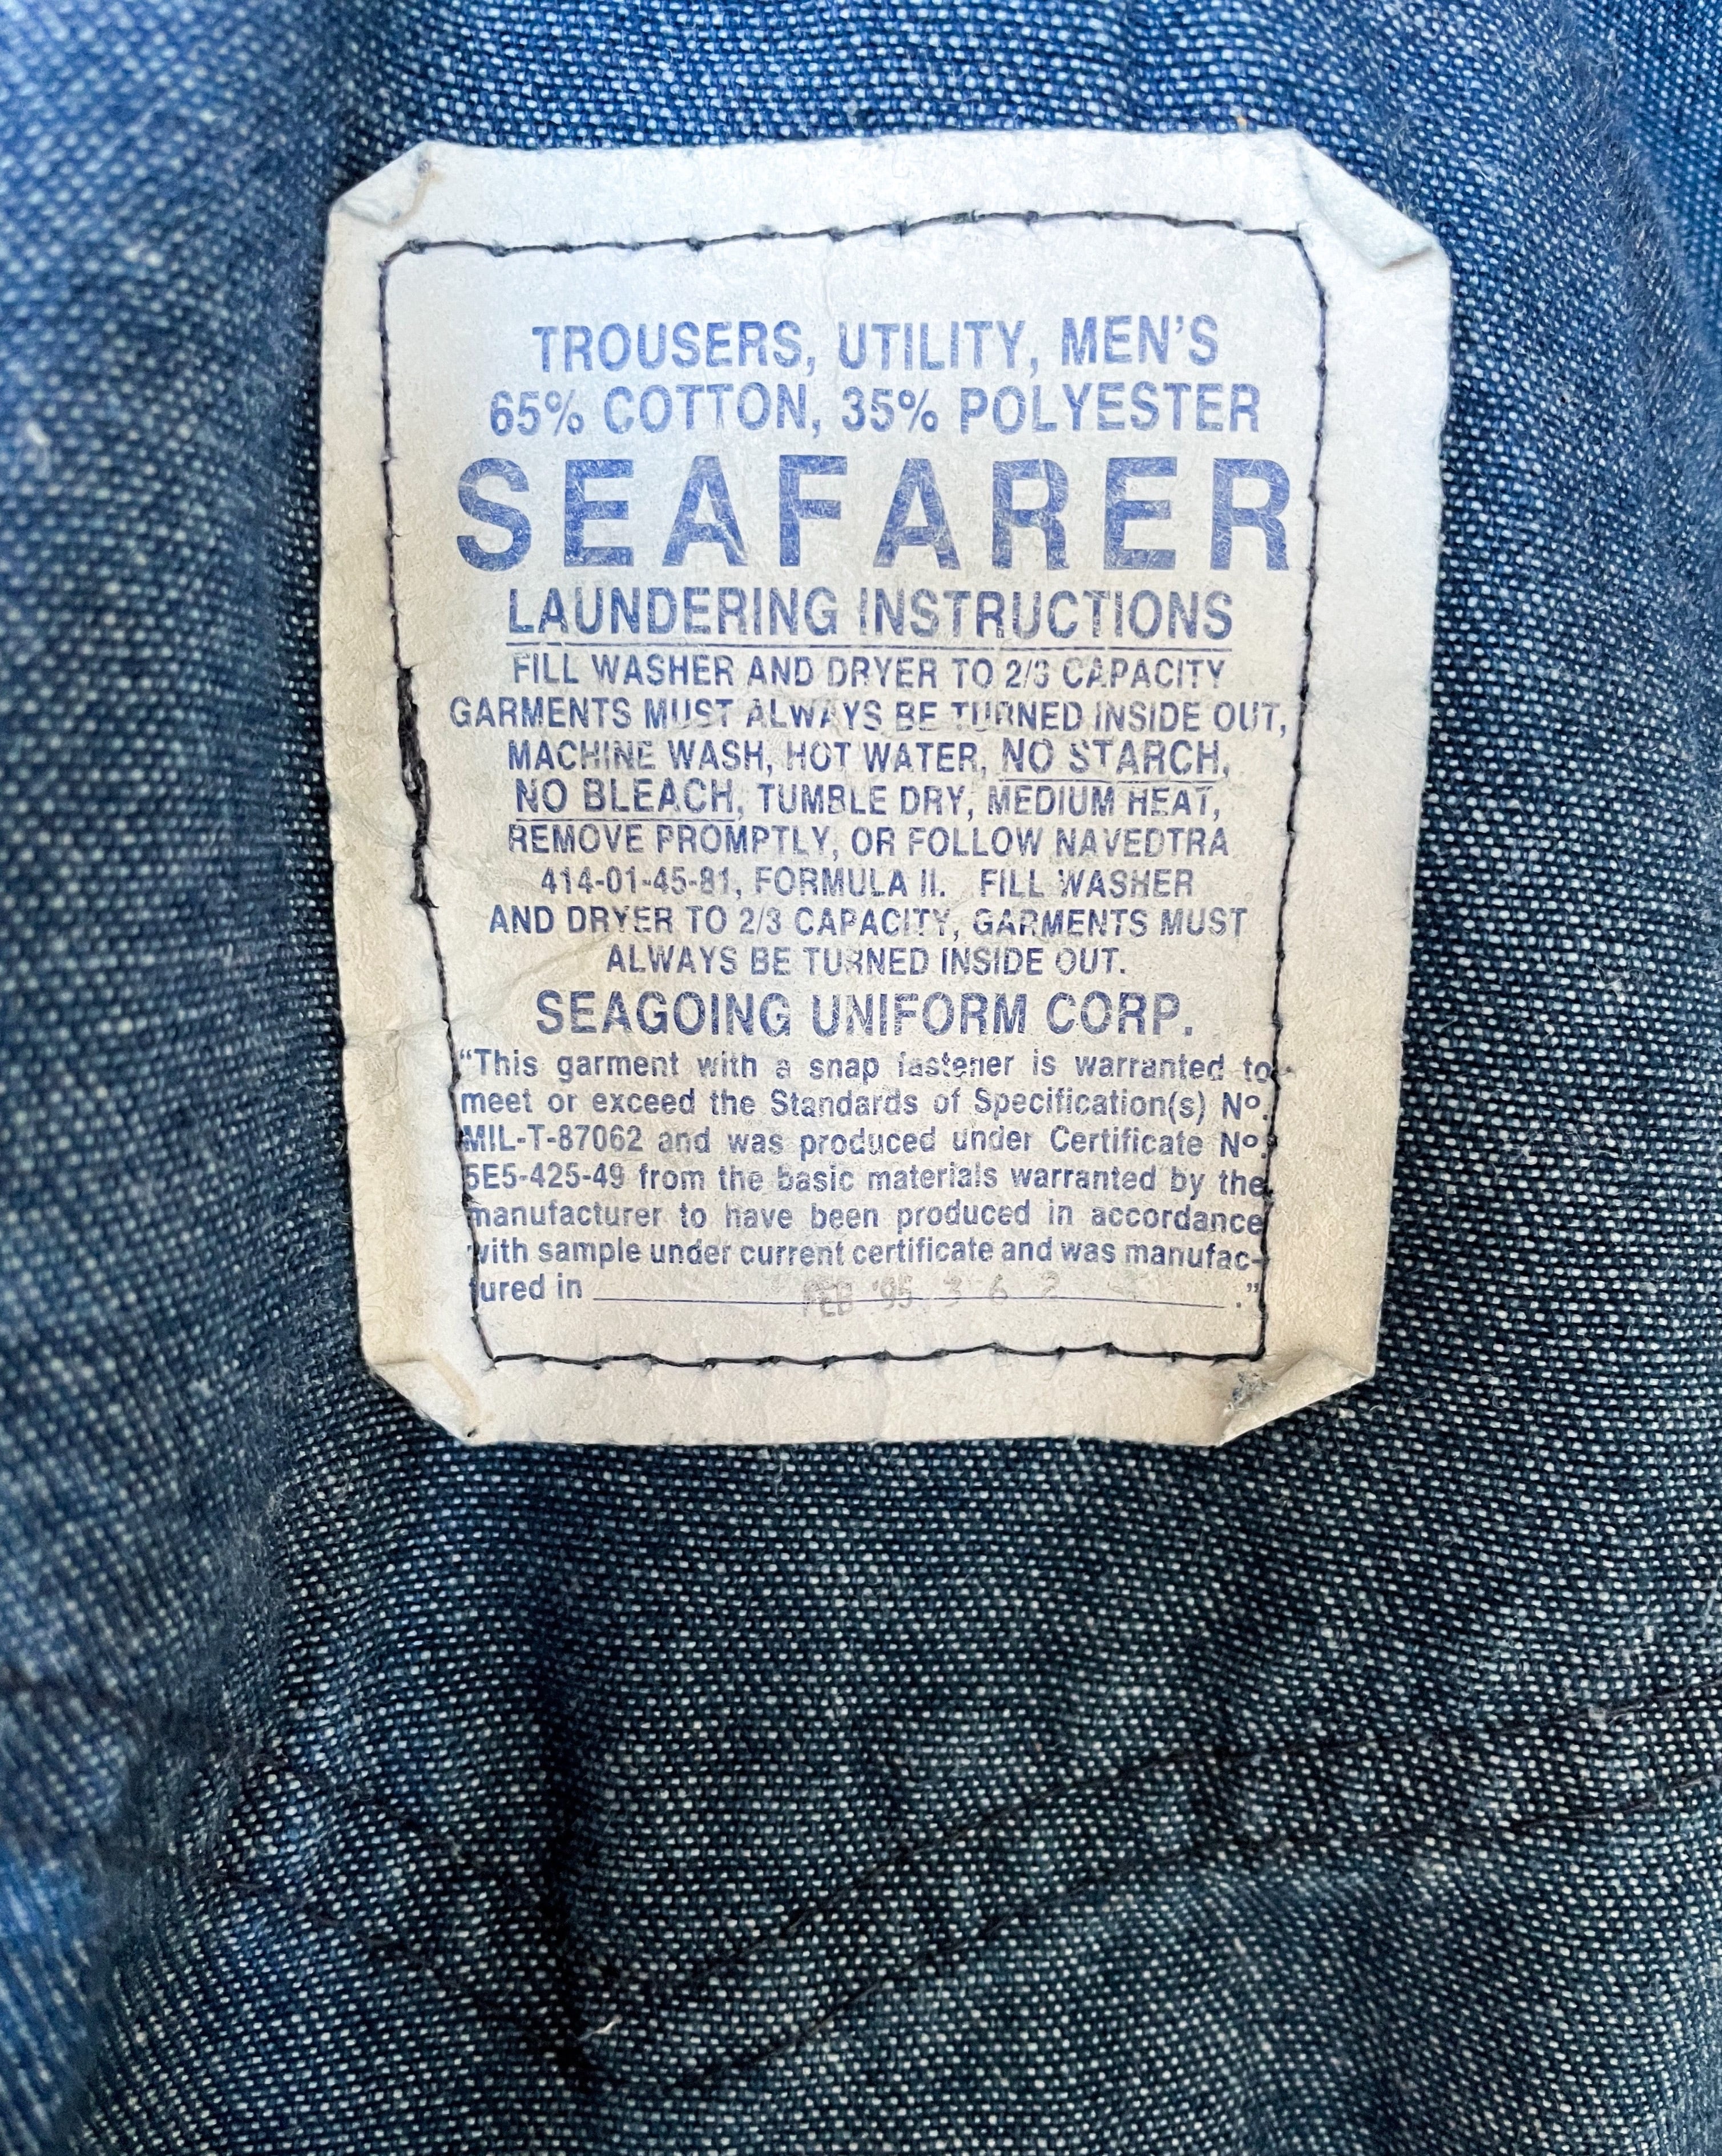 TROUSERS, UTILITY, MEN'S
65% COTTON, 35% POLYESTER
SEAFARER
LAUNDERING INSTRUCTIONS
FILL WASHER AND DRYER TO 2/3 CAPACITY
GARMENTS MUST ALWAYS BE TURNED INSIDE OUT,
MACHINE WASH, HOT WATER, NO STARCH,
NO BLEACH, TUMBLE DRY, MEDIUM HEAT,
REMOVE PROMPTLY, OR FOLLOW NAVEDTRA
414-01-45-81, FORMULA II. FILL WASHER
AND DRYER TO 2/3 CAPACITY, GARMENTS MUST
ALWAYS BE TURNED INSIDE OUT.
SEAGOING UNIFORM CORP.
"This garment with a snap fastener is warranted to
meet or exceed the Standards of Specification(s) Nº.
MIL-T-87062 and was produced under Certificate Nº.
5E5-425-49 from the basic materials warranted by the
manufacturer to have been produced in accordance
with sample under current certificate and was manufac-
tured in FEB '95 3 6 2 ."